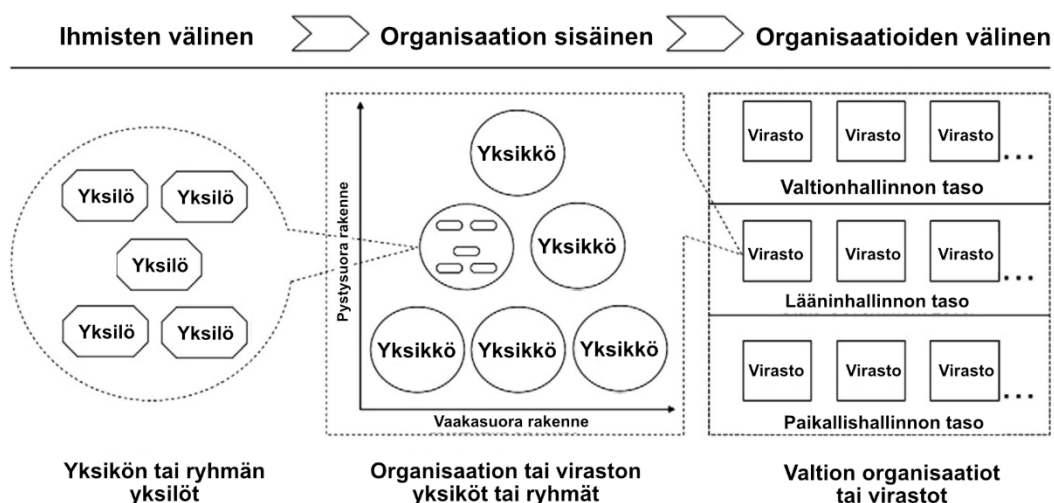 Ihmisten välinen
Organisaation sisäinen
Organisaatioiden välinen
Yksilö
Yksilö
Yksilö
Yksilö
Yksilö
Pystysuora rakenne
Yksikkö
Yksikkö
Yksikkö
Yksikkö
Yksikkö
Vaakasuora rakenne
Virasto
Virasto
Virasto
...
Valtionhallinnon taso
Virasto
Virasto
Virasto
...
Lääninhallinnon taso
Virasto
Virasto
Virasto
...
Paikallishallinnon taso
Yksikön tai ryhmän
yksilöt
Organisaation tai viraston
yksiköt tai ryhmät
Valtion organisaatiot
tai virastot